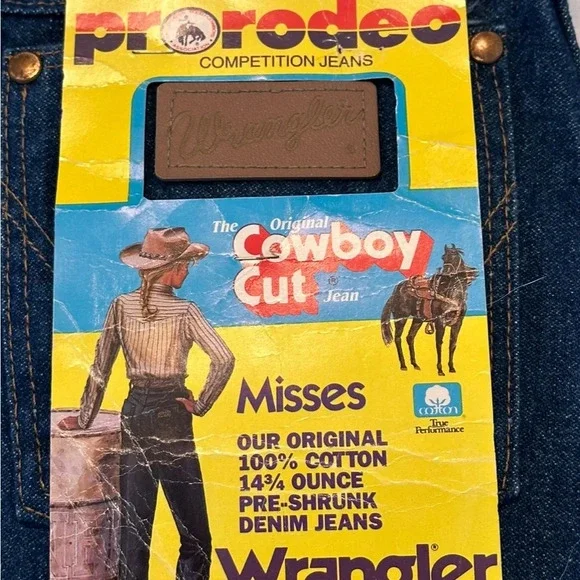 prorodeo
COMPETITION JEANS
Wrangler®
The Original
Cowboy
Cut® Jean
Misses
OUR ORIGINAL
100% COTTON
14¾ OUNCE
PRE-SHRUNK
DENIM JEANS
cotton
True
Performance
Wrangler®